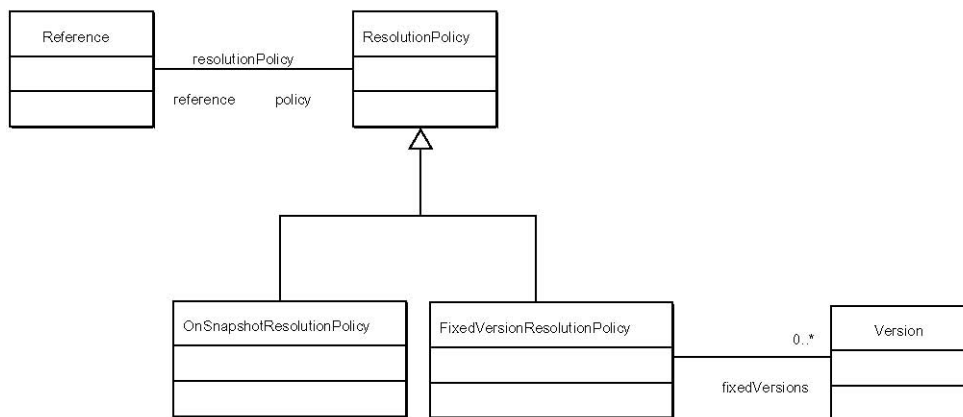 Reference
ResolutionPolicy
resolutionPolicy
reference
policy
OnSnapshotResolutionPolicy
FixedVersionResolutionPolicy
Version
0..*
fixedVersions